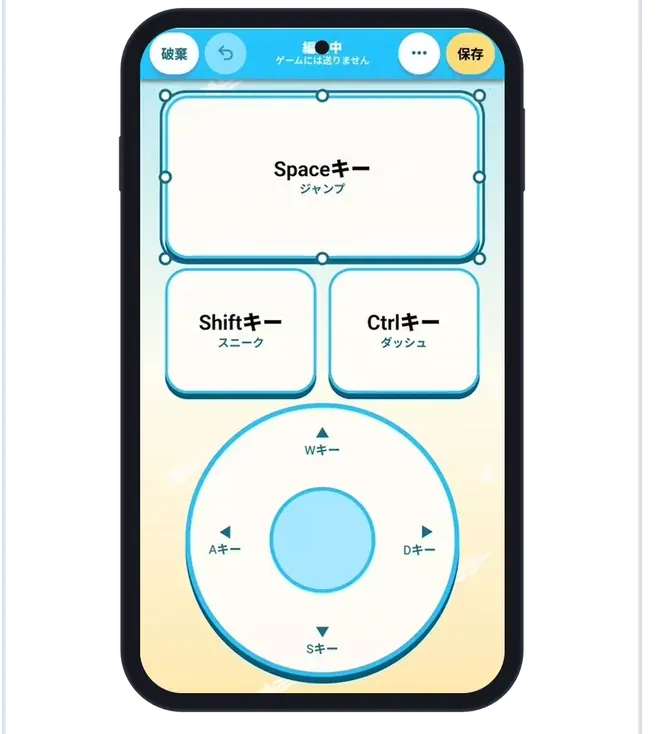 破棄
編 中
ゲームには送りません
保存
Spaceキー
ジャンプ
Shiftキー
スニーク
Ctrlキー
ダッシュ
Wキー
Aキー
Dキー
Sキー